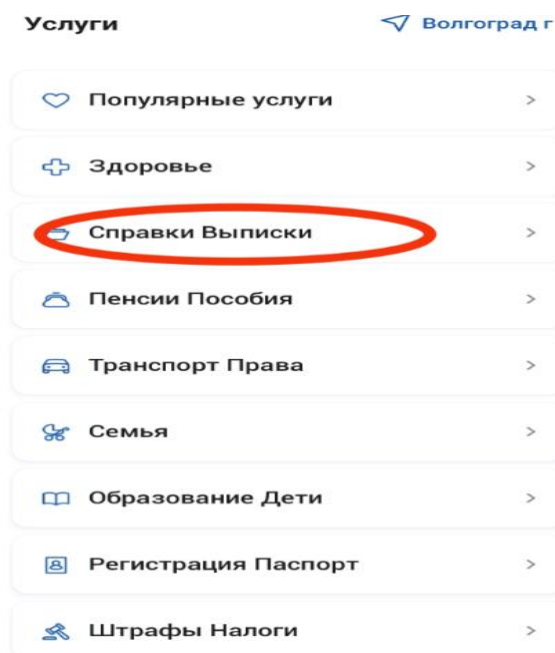 Услуги
Волгоград г
Популярные услуги
Здоровье
Справки Выписки
Пенсии Пособия
Транспорт Права
Семья
Образование Дети
Регистрация Паспорт
Штрафы Налоги